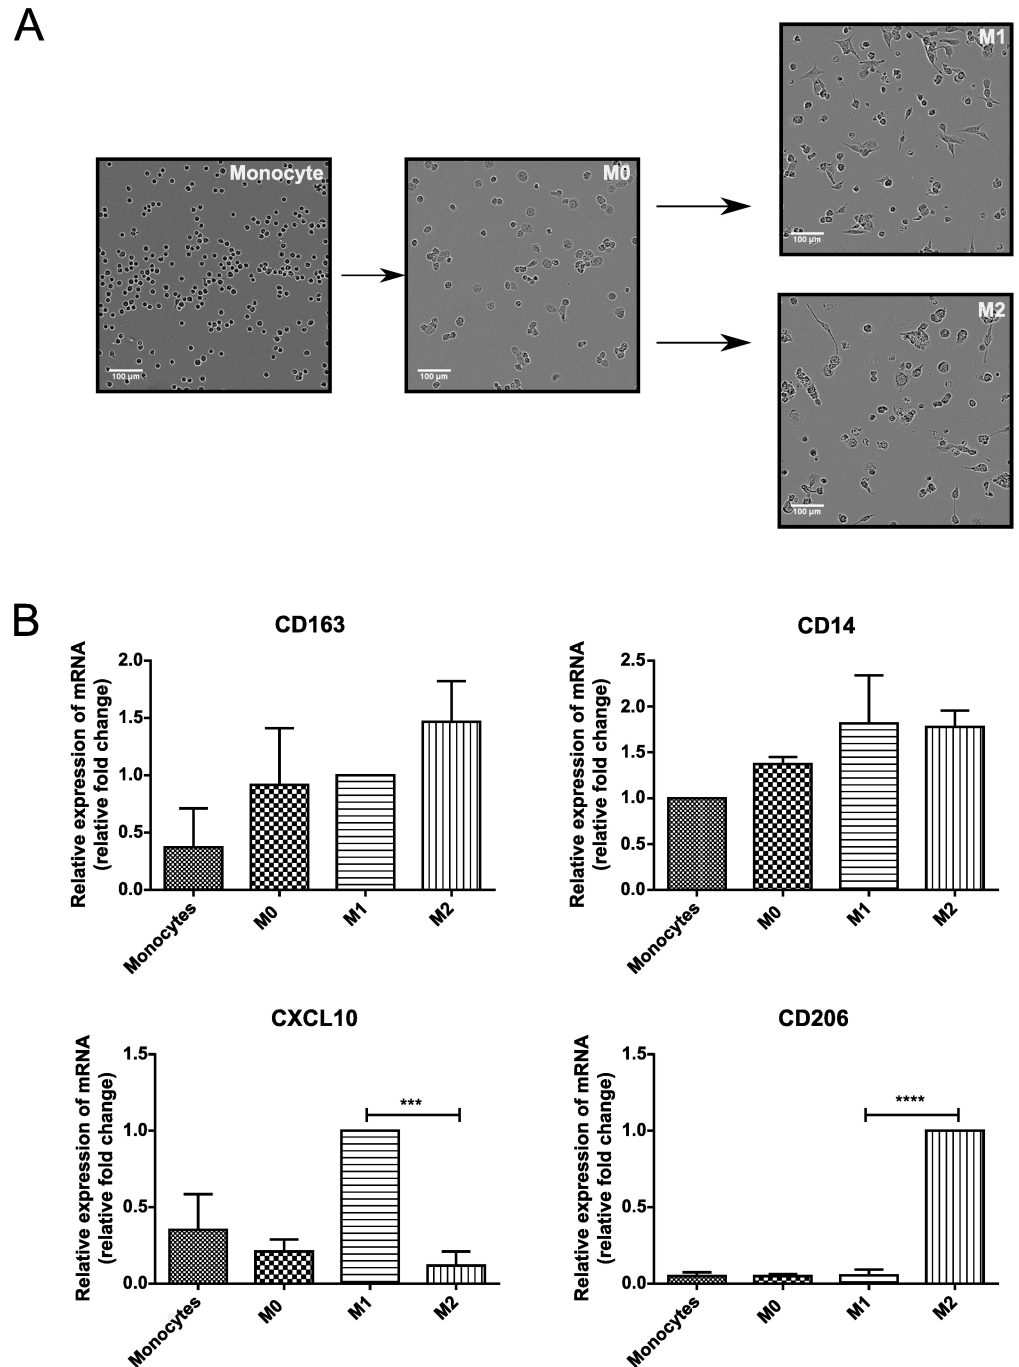 A
Monocyte
100 µm
M0
100 µm
M1
100 µm
M2
100 µm
B
CD163
Relative expression of mRNA
(relative fold change)
2.0
1.5
1.0
0.5
0.0
Monocytes
M0
M1
M2
CD14
Relative expression of mRNA
(relative fold change)
2.5
2.0
1.5
1.0
0.5
0.0
Monocytes
M0
M1
M2
CXCL10
Relative expression of mRNA
(relative fold change)
1.5
1.0
0.5
0.0
***
Monocytes
M0
M1
M2
CD206
Relative expression of mRNA
(relative fold change)
1.5
1.0
0.5
0.0
****
Monocytes
M0
M1
M2